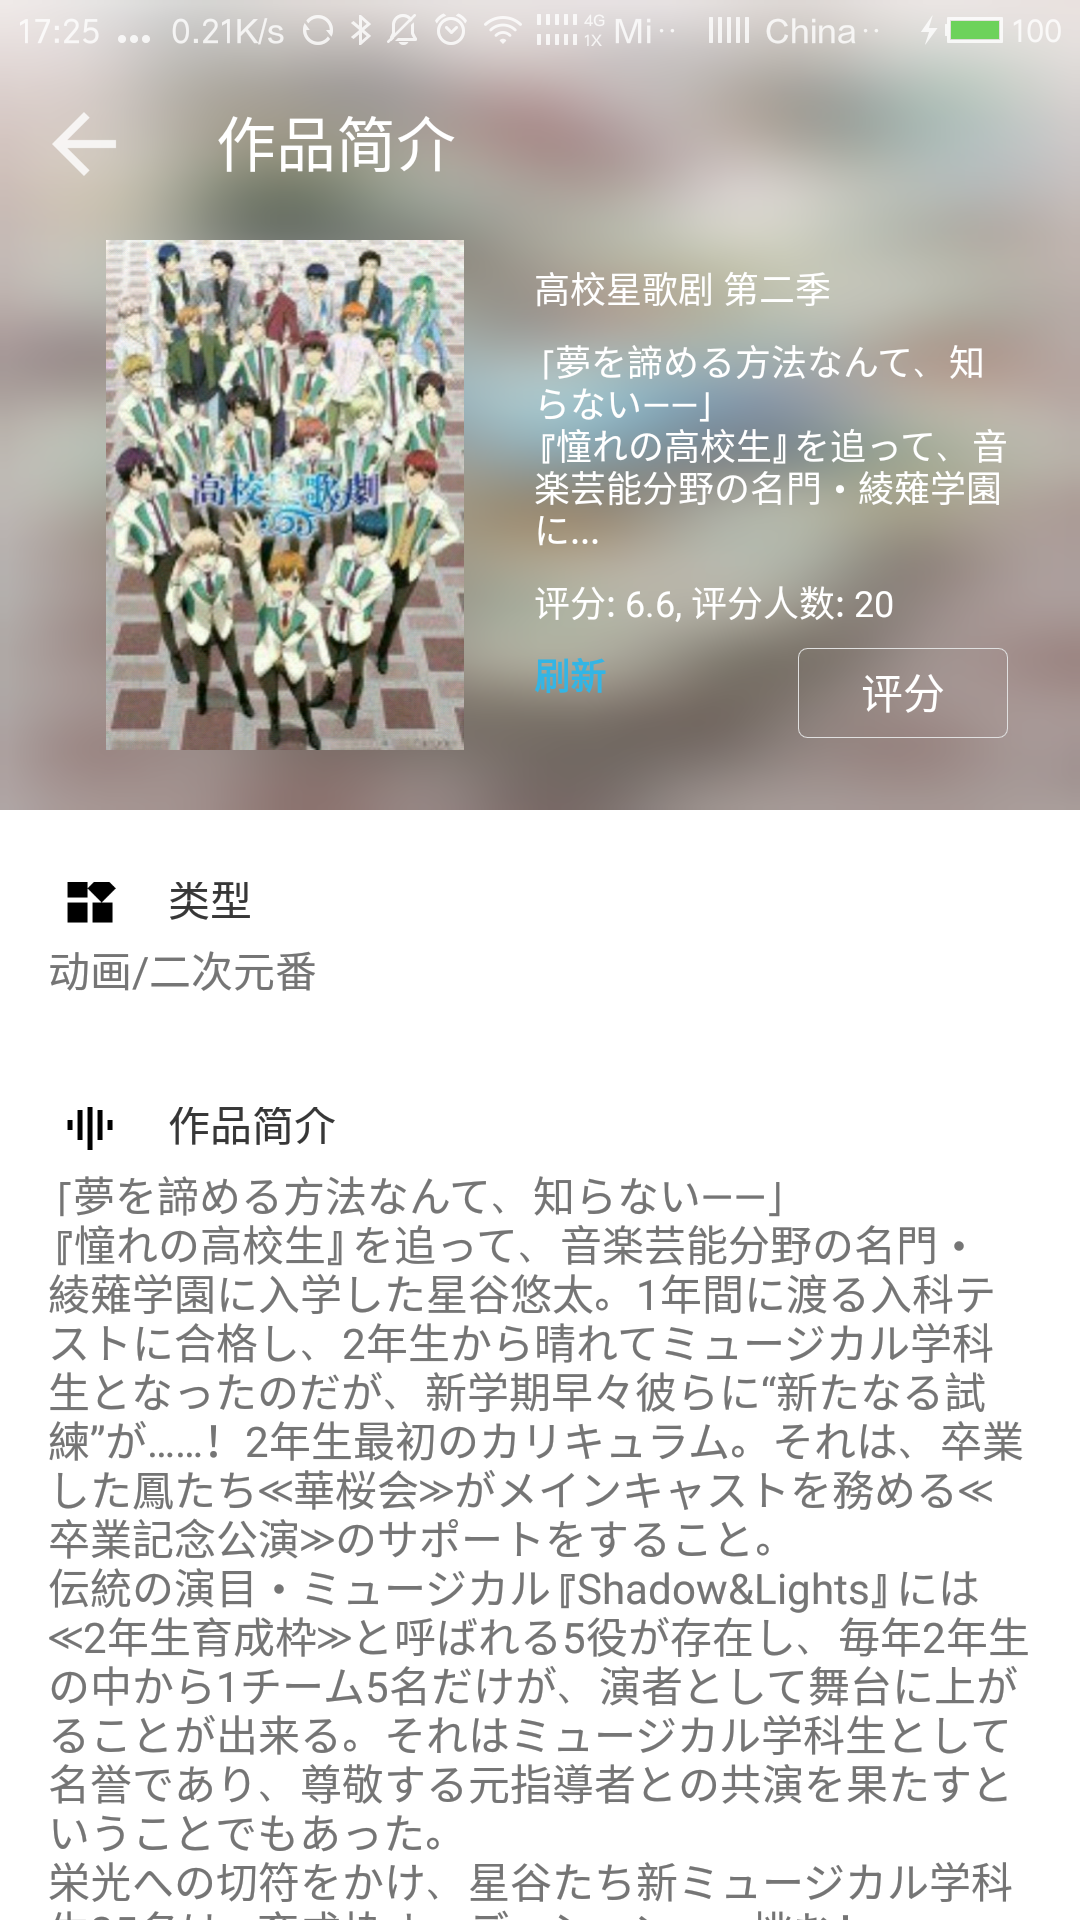 17:25 ... 0.21K/s 4G 1X Mi·· China·· 100
作品简介
高校星歌劇
高校星歌剧 第二季
「夢を諦める方法なんて、知
らないーー」
『憧れの高校生』を追って、音
楽芸能分野の名門・綾薙学園
に...
评分: 6.6, 评分人数: 20
刷新
评分
类型
动画/二次元番
作品简介
「夢を諦める方法なんて、知らないーー」
『憧れの高校生』を追って、音楽芸能分野の名門・
綾薙学園に入学した星谷悠太。1年間に渡る入科テ
ストに合格し、2年生から晴れてミュージカル学科
生となったのだが、新学期早々彼らに“新たなる試
練”が……！2年生最初のカリキュラム。それは、卒業
した鳳たち≪華桜会≫がメインキャストを務める≪
卒業記念公演≫のサポートをすること。
伝統の演目・ミュージカル『Shadow&Lights』には
≪2年生育成枠≫と呼ばれる5役が存在し、毎年2年生
の中から1チーム5名だけが、演者として舞台に上が
ることが出来る。それはミュージカル学科生として
名誉であり、尊敬する元指導者との共演を果たすと
いうことでもあった。
栄光への切符をかけ、星谷たち新ミュージカル学科